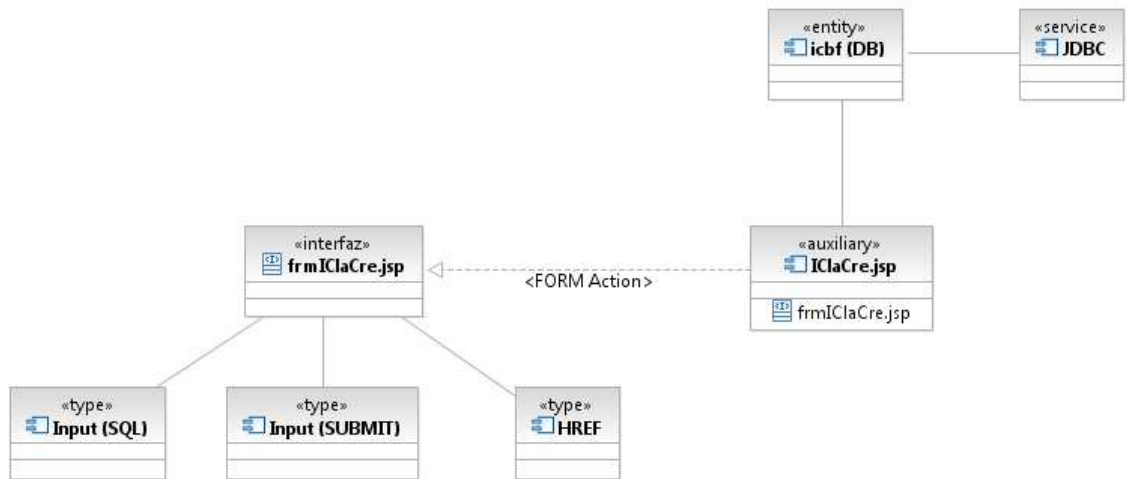 «entity»
icbf (DB)
«service»
JDBC
«interfaz»
frmIClaCre.jsp
<FORM Action>
«auxiliary»
IClaCre.jsp
frmIClaCre.jsp
«type»
Input (SQL)
«type»
Input (SUBMIT)
«type»
HREF